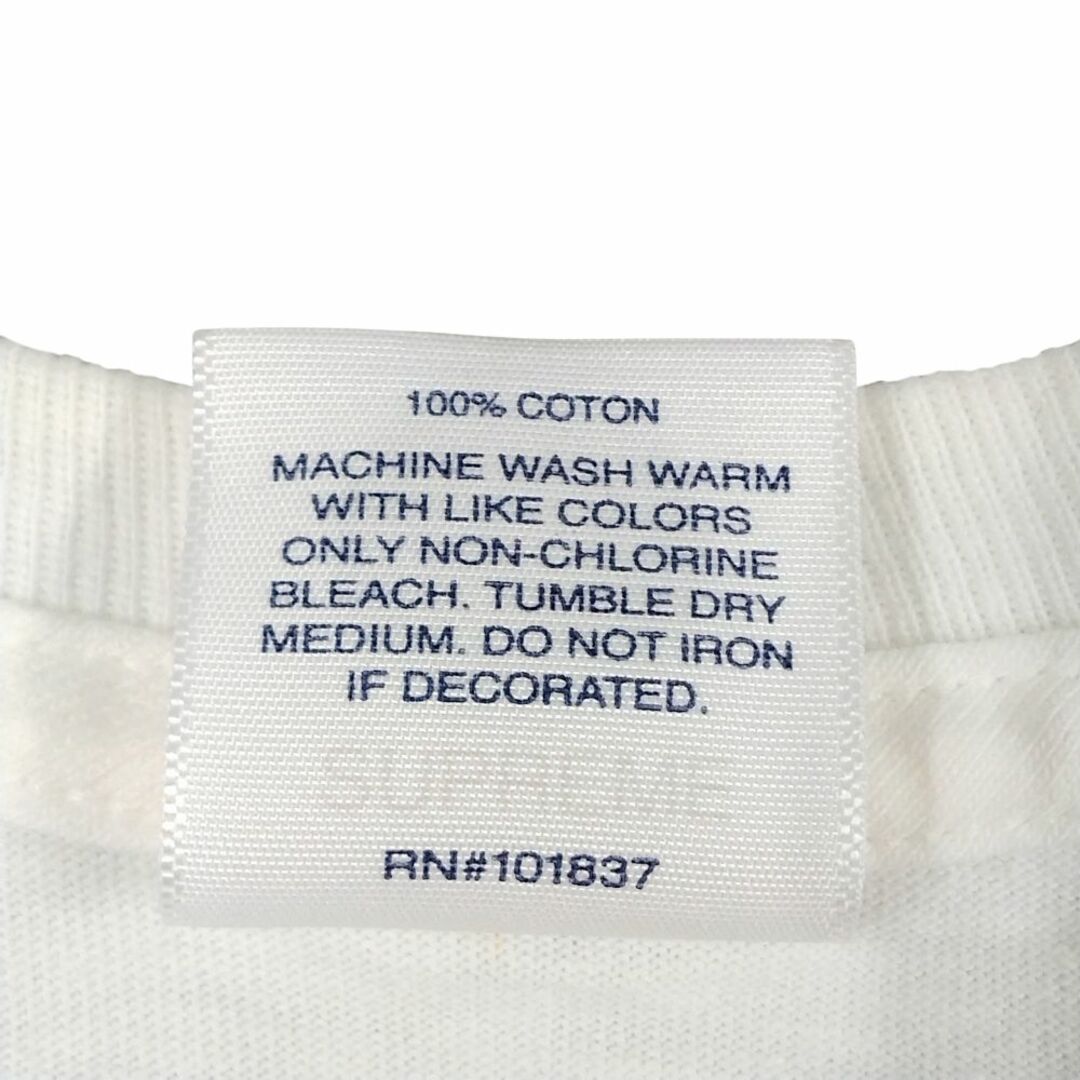 100% COTON
MACHINE WASH WARM
WITH LIKE COLORS
ONLY NON-CHLORINE
BLEACH. TUMBLE DRY
MEDIUM. DO NOT IRON
IF DECORATED.
RN#101837